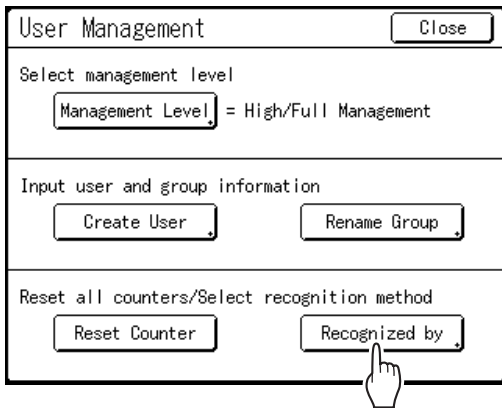 User Management Close
Select management level
Management Level = High/Full Management
Input user and group information
Create User Rename Group
Reset all counters/Select recognition method
Reset Counter Recognized by